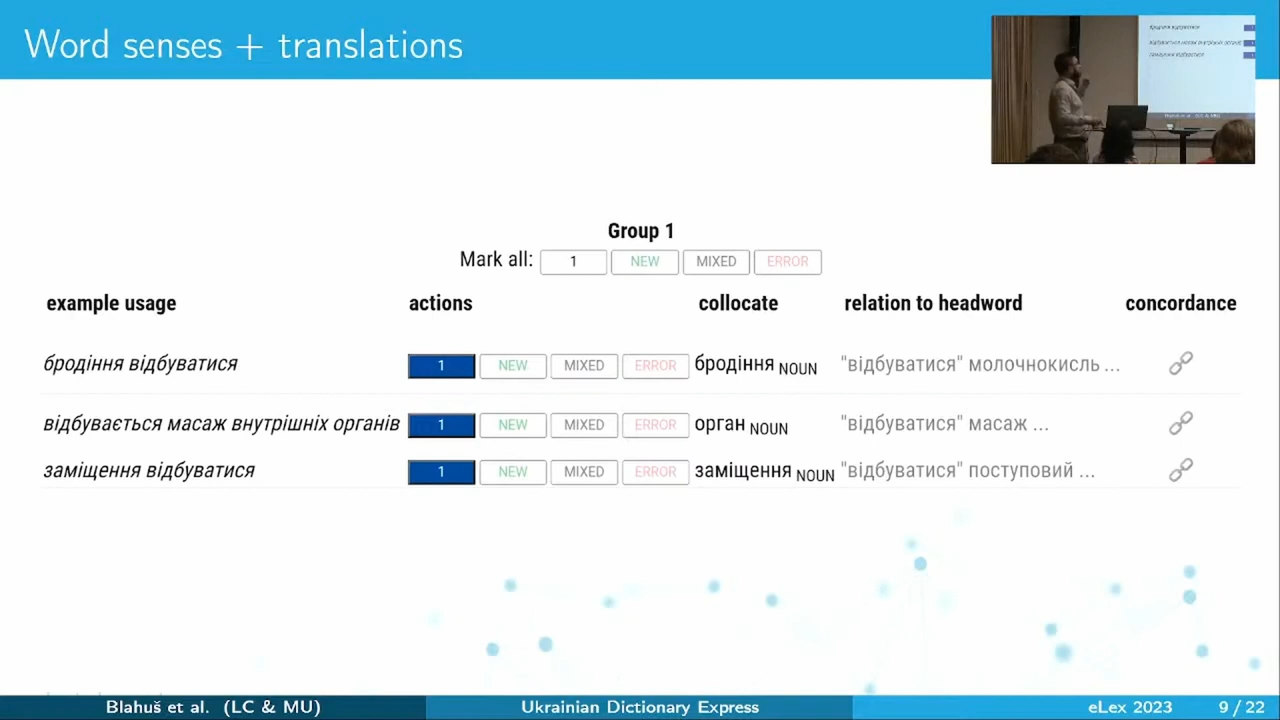 Word senses + translations
Group 1
Mark all: 1 NEW MIXED ERROR
example usage actions collocate relation to headword concordance
бродіння відбуватися 1 NEW MIXED ERROR бродіння NOUN "відбуватися" молочнокисль ...
відбувається масаж внутрішніх органів 1 NEW MIXED ERROR орган NOUN "відбуватися" масаж ...
заміщення відбуватися 1 NEW MIXED ERROR заміщення NOUN "відбуватися" поступовий ...
Blahuš et al. (LC & MU) Ukrainian Dictionary Express eLex 2023 9 / 22